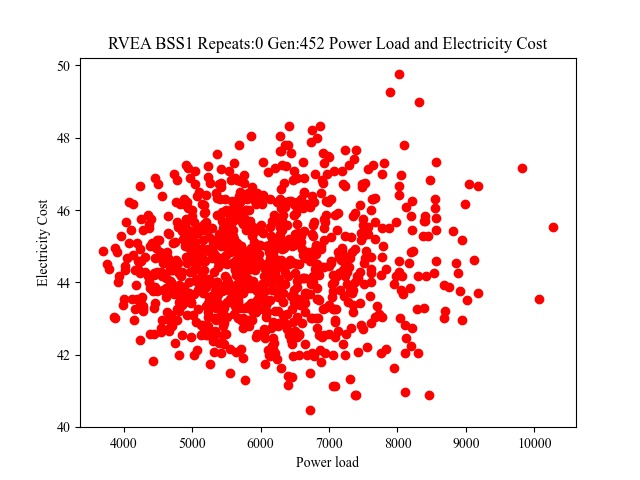 RVEA BSS1 Repeats:0 Gen:452 Power Load and Electricity Cost
50
48
46
44
42
40
Electricity Cost
4000 5000 6000 7000 8000 9000 10000
Power load